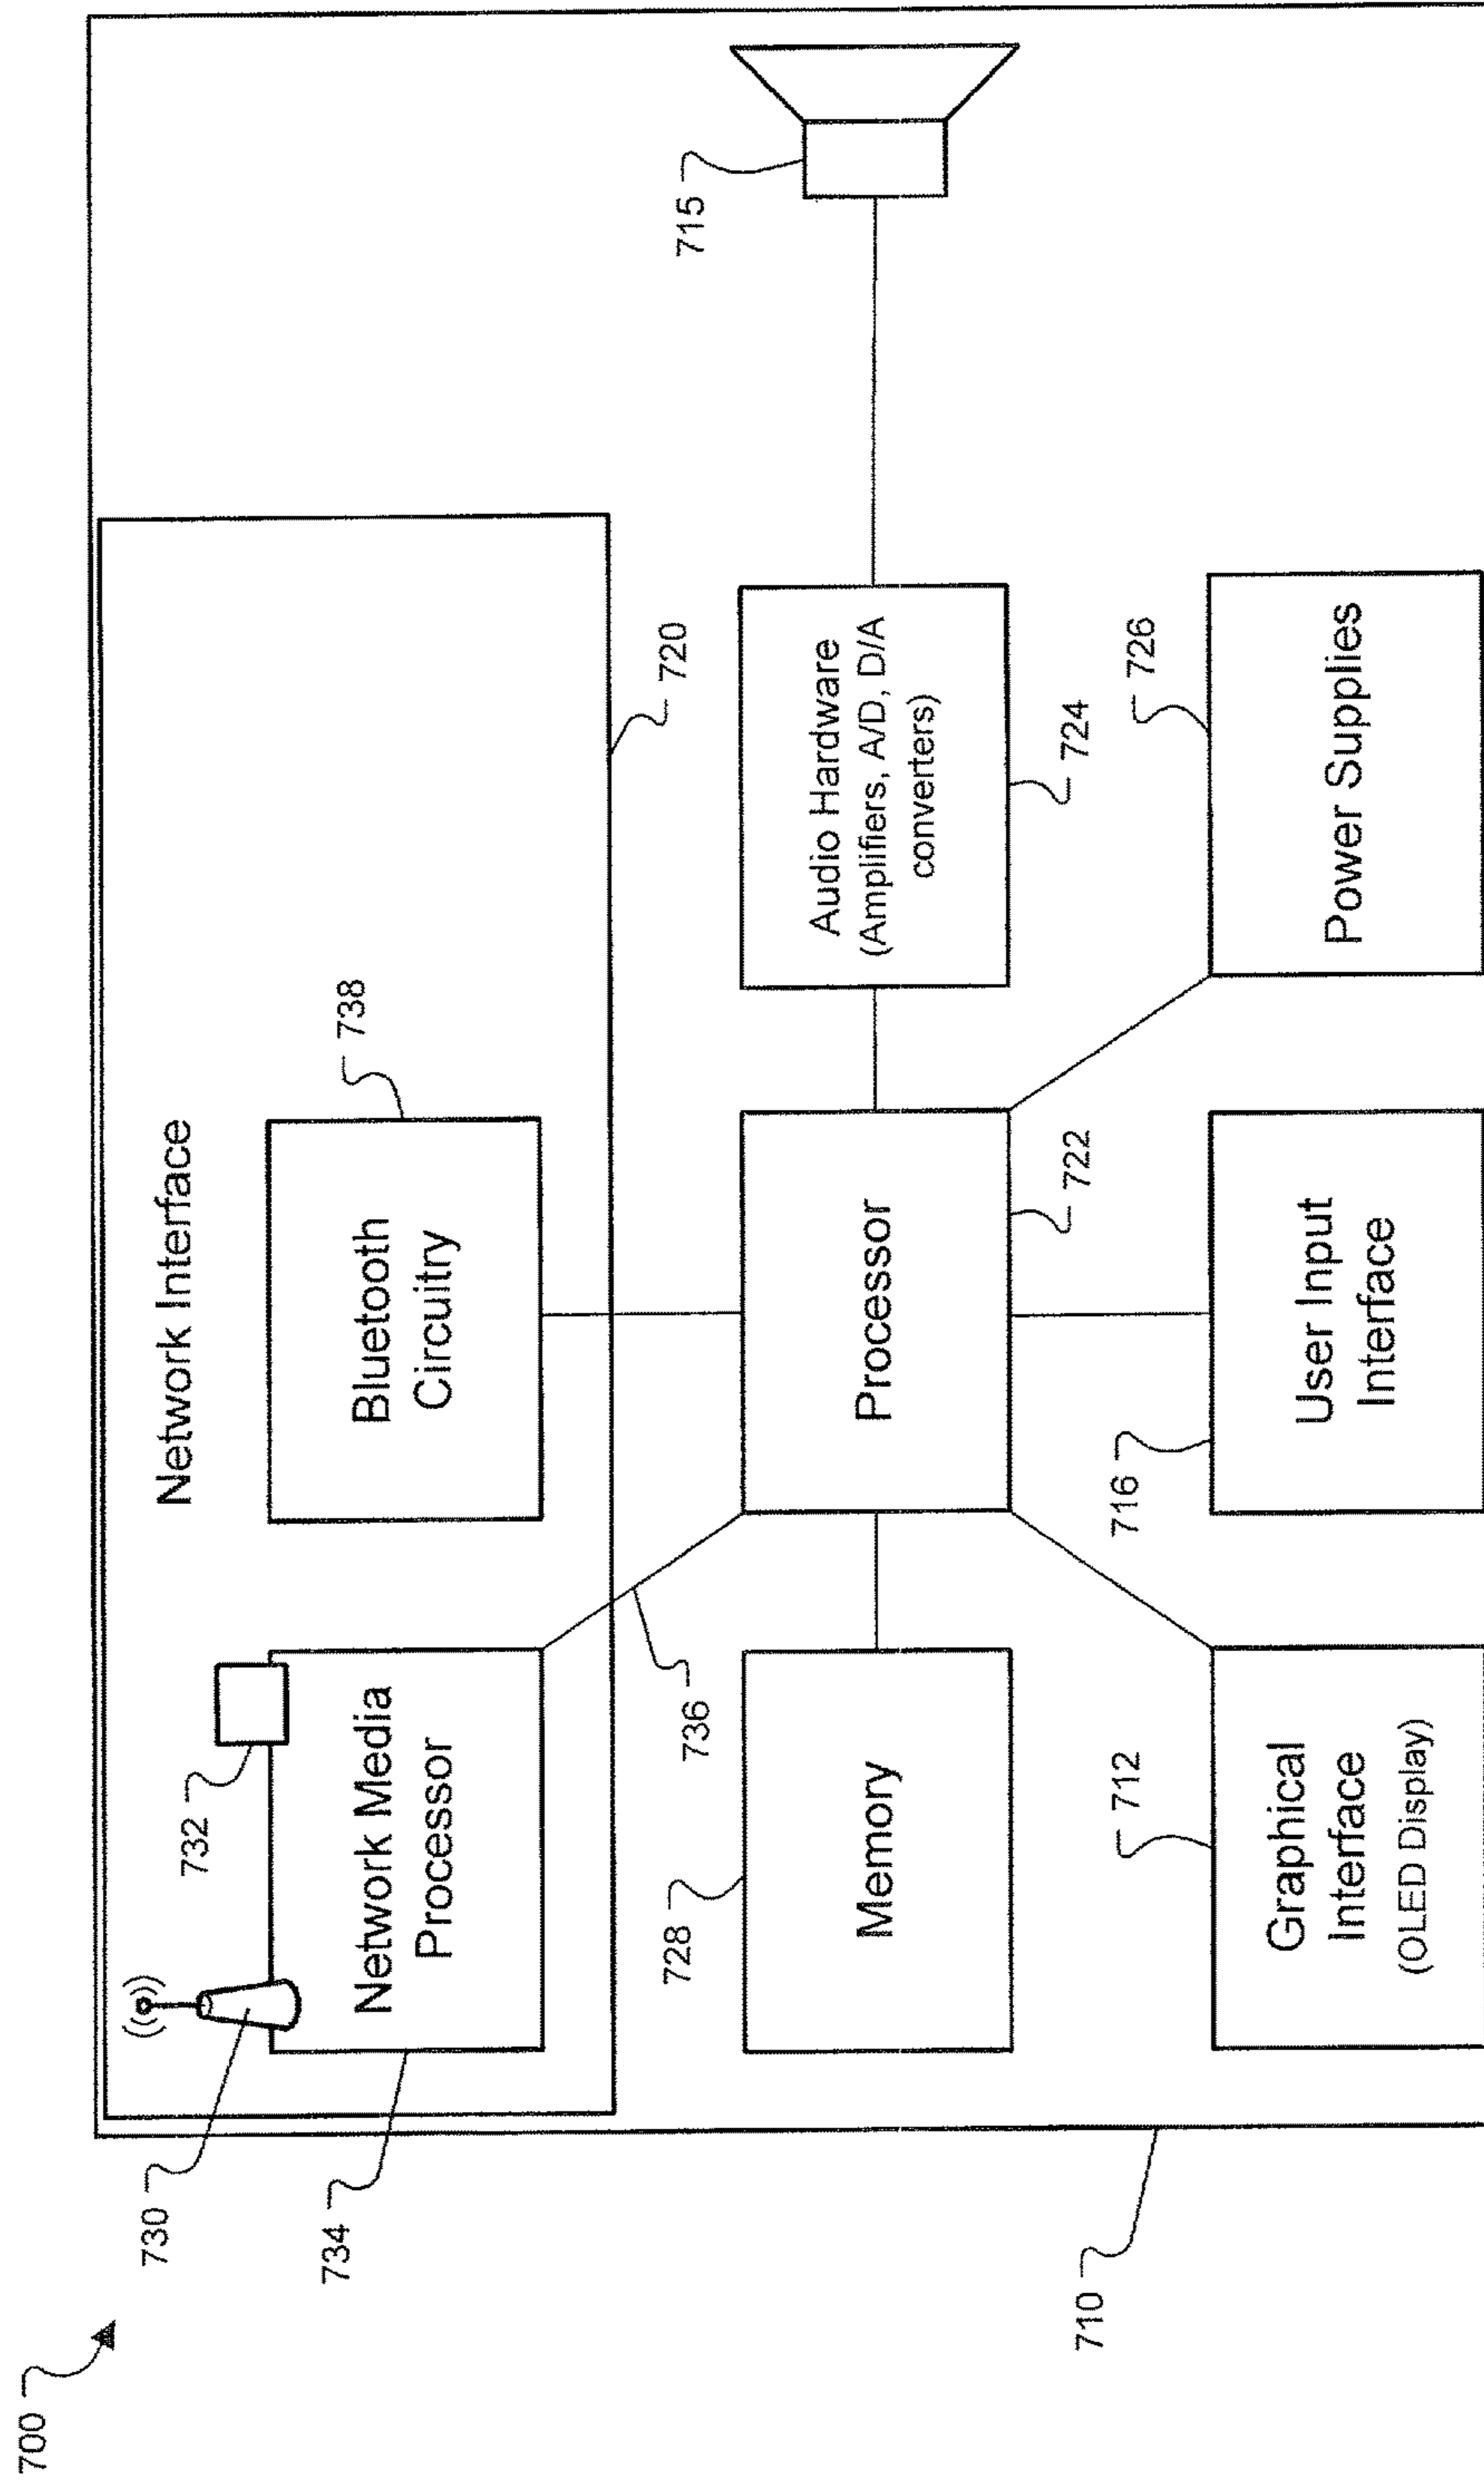 700
730
732
Network Interface
738
734
Network Media
Processor
Bluetooth
Circuitry
720
736
728
Memory
Processor
722
Audio Hardware
(Amplifiers, A/D, D/A
converters)
724
715
710
712
Graphical
Interface
(OLED Display)
716
User Input
Interface
726
Power Supplies